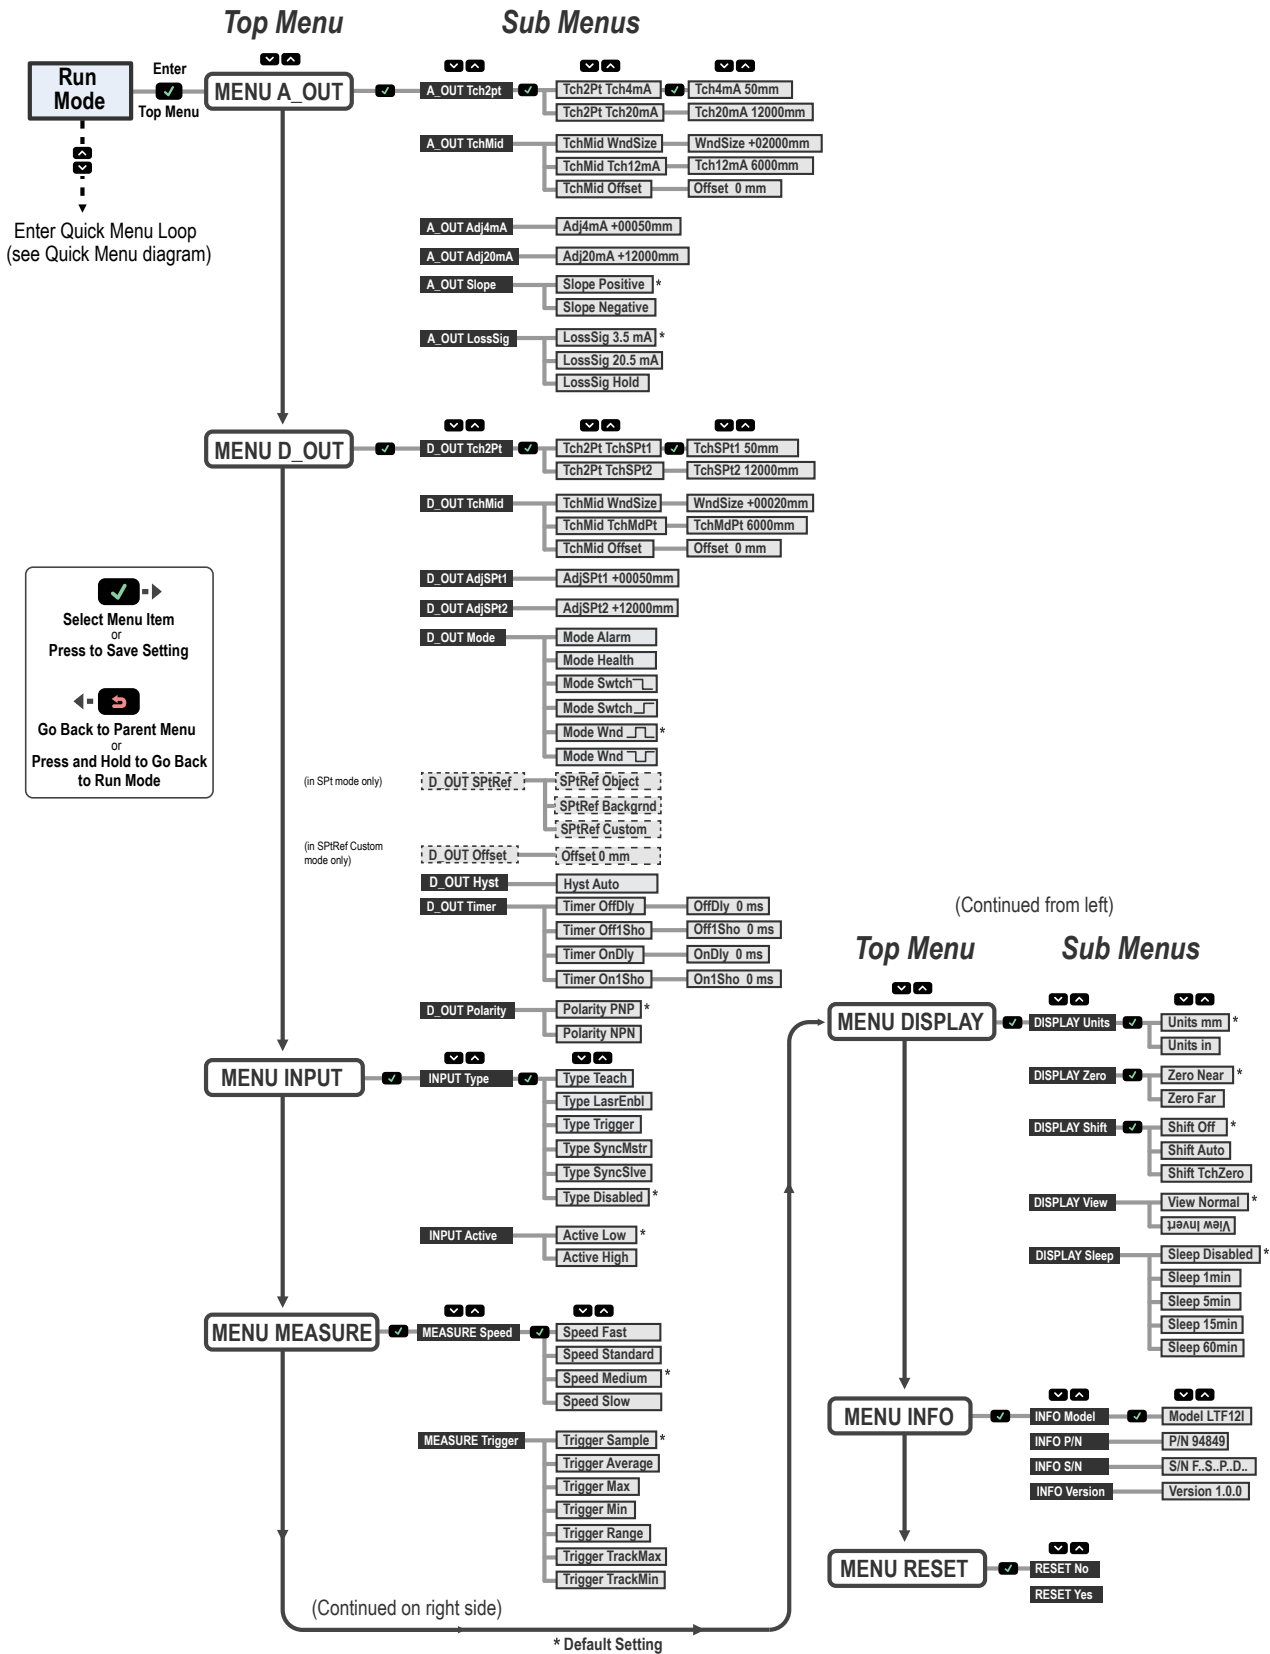 Top Menu
Sub Menus
Run Mode
Enter
Top Menu
Enter Quick Menu Loop
(see Quick Menu diagram)
MENU A_OUT
A_OUT Tch2pt
Tch2Pt Tch4mA
Tch4mA 50mm
Tch2Pt Tch20mA
Tch20mA 12000mm
A_OUT TchMid
TchMid WndSize
WndSize +02000mm
TchMid Tch12mA
Tch12mA 6000mm
TchMid Offset
Offset 0 mm
A_OUT Adj4mA
Adj4mA +00050mm
A_OUT Adj20mA
Adj20mA +12000mm
A_OUT Slope
Slope Positive *
Slope Negative
A_OUT LossSig
LossSig 3.5 mA *
LossSig 20.5 mA
LossSig Hold
MENU D_OUT
D_OUT Tch2Pt
Tch2Pt TchSPt1
TchSPt1 50mm
Tch2Pt TchSPt2
TchSPt2 12000mm
D_OUT TchMid
TchMid WndSize
WndSize +00020mm
TchMid TchMdPt
TchMdPt 6000mm
TchMid Offset
Offset 0 mm
D_OUT AdjSPt1
AdjSPt1 +00050mm
D_OUT AdjSPt2
AdjSPt2 +12000mm
D_OUT Mode
Mode Alarm
Mode Health
Mode Swtch
Mode Swtch
Mode Wnd *
Mode Wnd
(in SPt mode only)
D_OUT SPtRef
SPtRef Object
SPtRef Backgrnd
SPtRef Custom
(in SPtRef Custom
mode only)
D_OUT Offset
Offset 0 mm
D_OUT Hyst
Hyst Auto
D_OUT Timer
Timer OffDly
OffDly 0 ms
Timer Off1Sho
Off1Sho 0 ms
Timer OnDly
OnDly 0 ms
Timer On1Sho
On1Sho 0 ms
D_OUT Polarity
Polarity PNP *
Polarity NPN
Select Menu Item
or
Press to Save Setting
Go Back to Parent Menu
or
Press and Hold to Go Back
to Run Mode
MENU INPUT
INPUT Type
Type Teach
Type LasrEnbl
Type Trigger
Type SyncMstr
Type SyncSlve
Type Disabled *
INPUT Active
Active Low *
Active High
MENU MEASURE
MEASURE Speed
Speed Fast
Speed Standard
Speed Medium *
Speed Slow
MEASURE Trigger
Trigger Sample *
Trigger Average
Trigger Max
Trigger Min
Trigger Range
Trigger TrackMax
Trigger TrackMin
(Continued on right side)
* Default Setting
(Continued from left)
Top Menu
Sub Menus
MENU DISPLAY
DISPLAY Units
Units mm *
Units in
DISPLAY Zero
Zero Near *
Zero Far
DISPLAY Shift
Shift Off *
Shift Auto
Shift TchZero
DISPLAY View
View Normal *
View Invert
DISPLAY Sleep
Sleep Disabled *
Sleep 1min
Sleep 5min
Sleep 15min
Sleep 60min
MENU INFO
INFO Model
Model LTF12I
INFO P/N
P/N 94849
INFO S/N
S/N F..S..P..D..
INFO Version
Version 1.0.0
MENU RESET
RESET No
RESET Yes